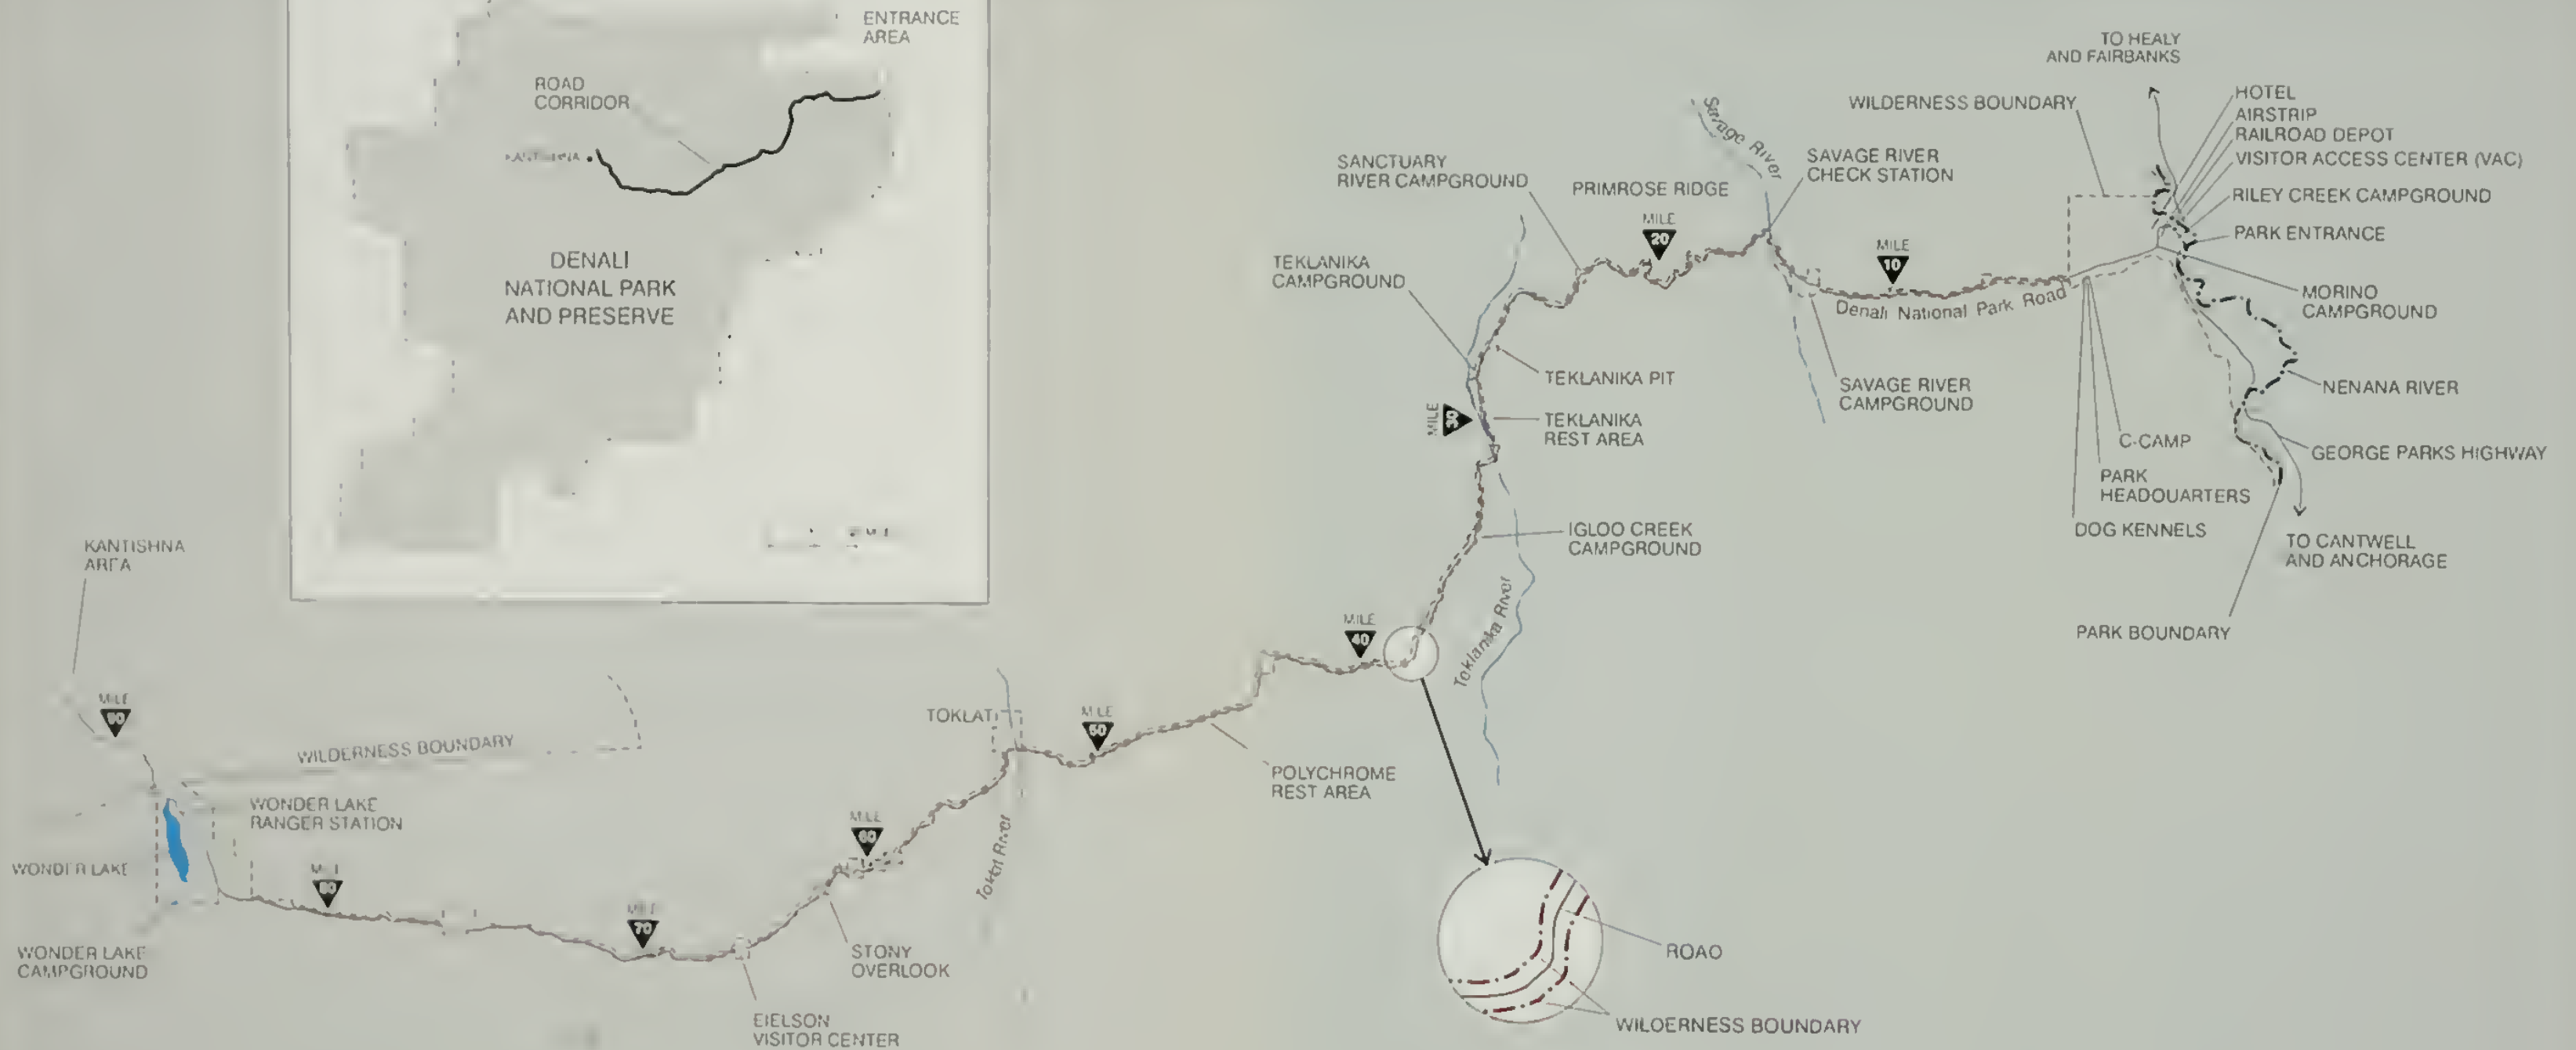 ENTRANCE
AREA
ROAD
CORRIDOR
KANTISHNA
DENALI
NATIONAL PARK
AND PRESERVE
TO HEALY
AND FAIRBANKS
HOTEL
AIRSTRIP
RAILROAD DEPOT
VISITOR ACCESS CENTER (VAC)
RILEY CREEK CAMPGROUND
PARK ENTRANCE
MORINO
CAMPGROUND
NENANA RIVER
GEORGE PARKS HIGHWAY
TO CANTWELL
AND ANCHORAGE
PARK BOUNDARY
WILDERNESS BOUNDARY
C-CAMP
PARK
HEADQUARTERS
DOG KENNELS
Denali National Park Road
MILE
10
Savage River
SAVAGE RIVER
CHECK STATION
SAVAGE RIVER
CAMPGROUND
PRIMROSE RIDGE
MILE
20
SANCTUARY
RIVER CAMPGROUND
TEKLANIKA
CAMPGROUND
TEKLANIKA PIT
MILE
30
TEKLANIKA
REST AREA
IGLOO CREEK
CAMPGROUND
Teklanika River
MILE
40
POLYCHROME
REST AREA
MILE
50
TOKLAT
Toklat River
MILE
60
STONY
OVERLOOK
EIELSON
VISITOR CENTER
MILE
70
MILE
80
WONDER LAKE
RANGER STATION
WILDERNESS BOUNDARY
WONDER LAKE
WONDER LAKE
CAMPGROUND
MILE
90
KANTISHNA
AREA
ROAD
WILDERNESS BOUNDARY